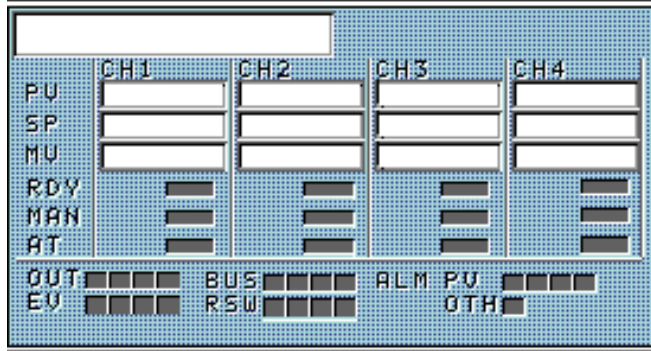 CH1 CH2 CH3 CH4
PV
SP
MV
RDY
MAN
AT
OUT BUS ALM PV
EV RSW OTH